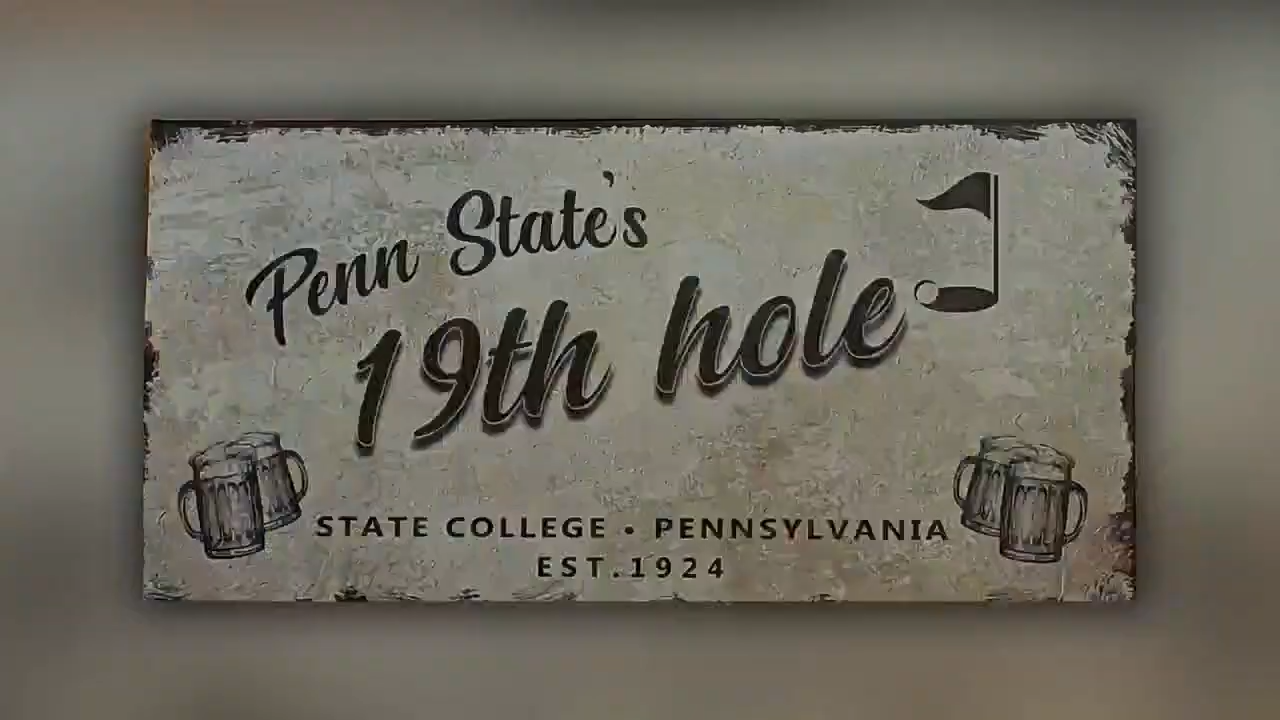 Penn State's
19th hole
STATE COLLEGE • PENNSYLVANIA
EST.1924